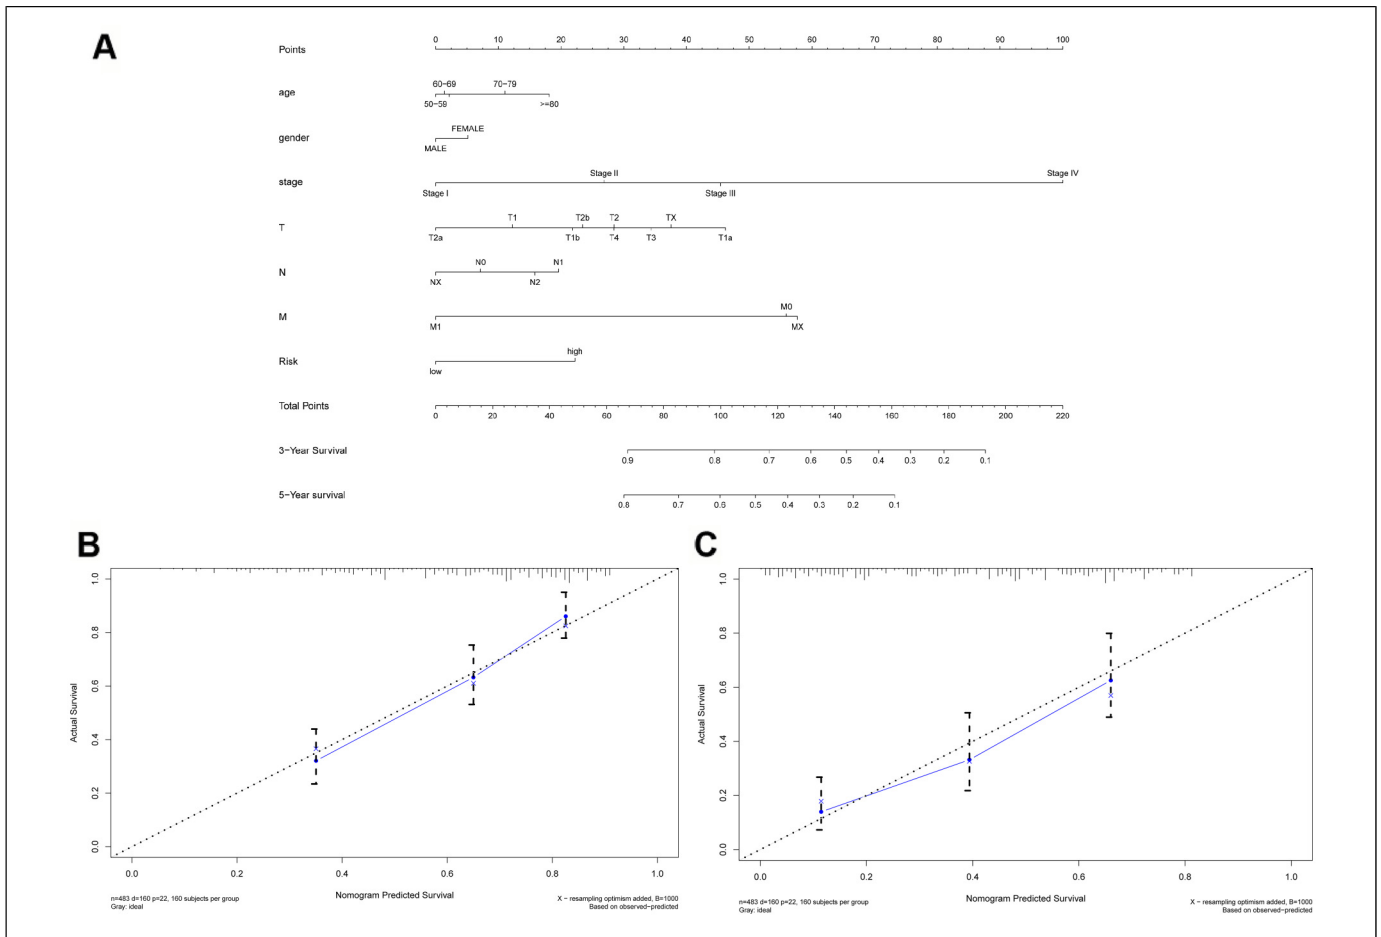 A
Points
0 10 20 30 40 50 60 70 80 90 100
age
60−69 70−79
50−59 >=80
gender
FEMALE
MALE
stage
Stage II Stage IV
Stage I Stage III
T
T1 T2b T2 TX
T2a T1b T4 T3 T1a
N
N0 N1
NX N2
M
M0
M1 MX
Risk
high
low
Total Points
0 20 40 60 80 100 120 140 160 180 200 220
3−Year Survival
0.9 0.8 0.7 0.6 0.5 0.4 0.3 0.2 0.1
5−Year survival
0.8 0.7 0.6 0.5 0.4 0.3 0.2 0.1
B
Actual Survival
1.0
0.8
0.6
0.4
0.2
0.0
0.0 0.2 0.4 0.6 0.8 1.0
Nomogram Predicted Survival
n=483 d=160 p=22, 160 subjects per group
Gray: ideal
X − resampling optimism added, B=1000
Based on observed−predicted
C
Actual Survival
1.0
0.8
0.6
0.4
0.2
0.0
0.0 0.2 0.4 0.6 0.8 1.0
Nomogram Predicted Survival
n=483 d=160 p=22, 160 subjects per group
Gray: ideal
X − resampling optimism added, B=1000
Based on observed−predicted